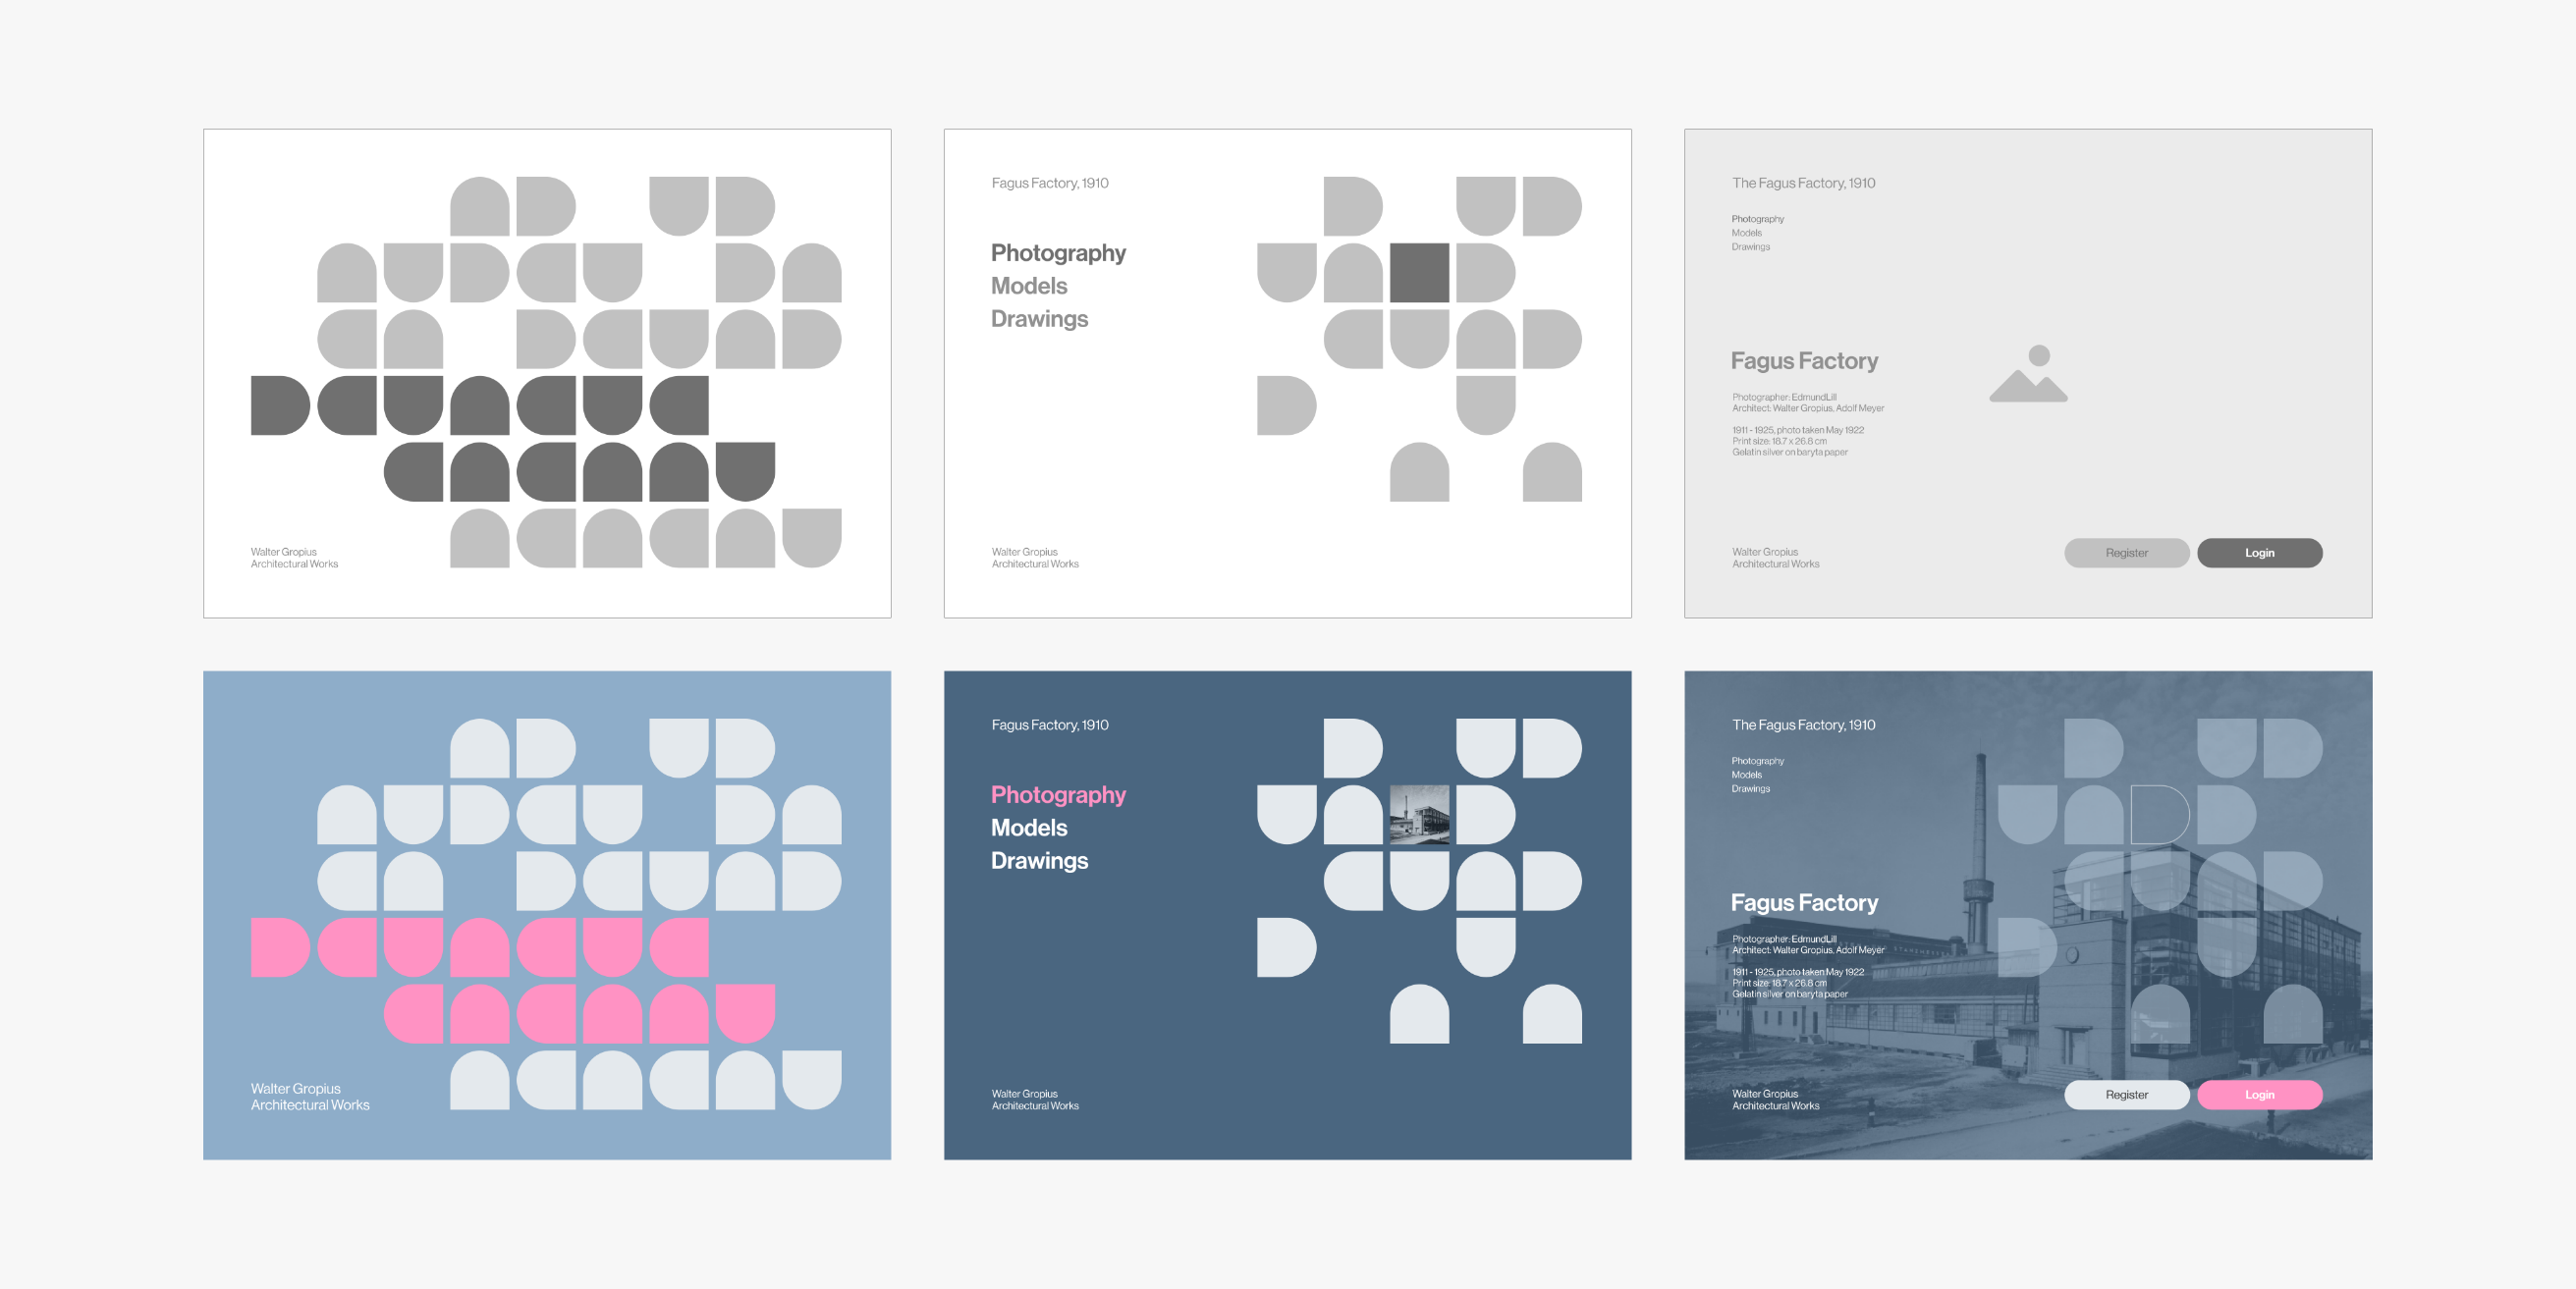 Walter Gropius
Architectural Works
Fagus Factory, 1910
Photography
Models
Drawings
Walter Gropius
Architectural Works
The Fagus Factory, 1910
Photography
Models
Drawings
Fagus Factory
Photographer: EdmundLill
Architect: Walter Gropius, Adolf Meyer
1911 - 1925, photo taken May 1922
Print size: 18.7 x 26.8 cm
Gelatin silver on baryta paper
Walter Gropius
Architectural Works
Register
Login
Walter Gropius
Architectural Works
Fagus Factory, 1910
Photography
Models
Drawings
Walter Gropius
Architectural Works
The Fagus Factory, 1910
Photography
Models
Drawings
Fagus Factory
Photographer: EdmundLill
Architect: Walter Gropius, Adolf Meyer
1911 - 1925, photo taken May 1922
Print size: 18.7 x 26.8 cm
Gelatin silver on baryta paper
Walter Gropius
Architectural Works
Register
Login